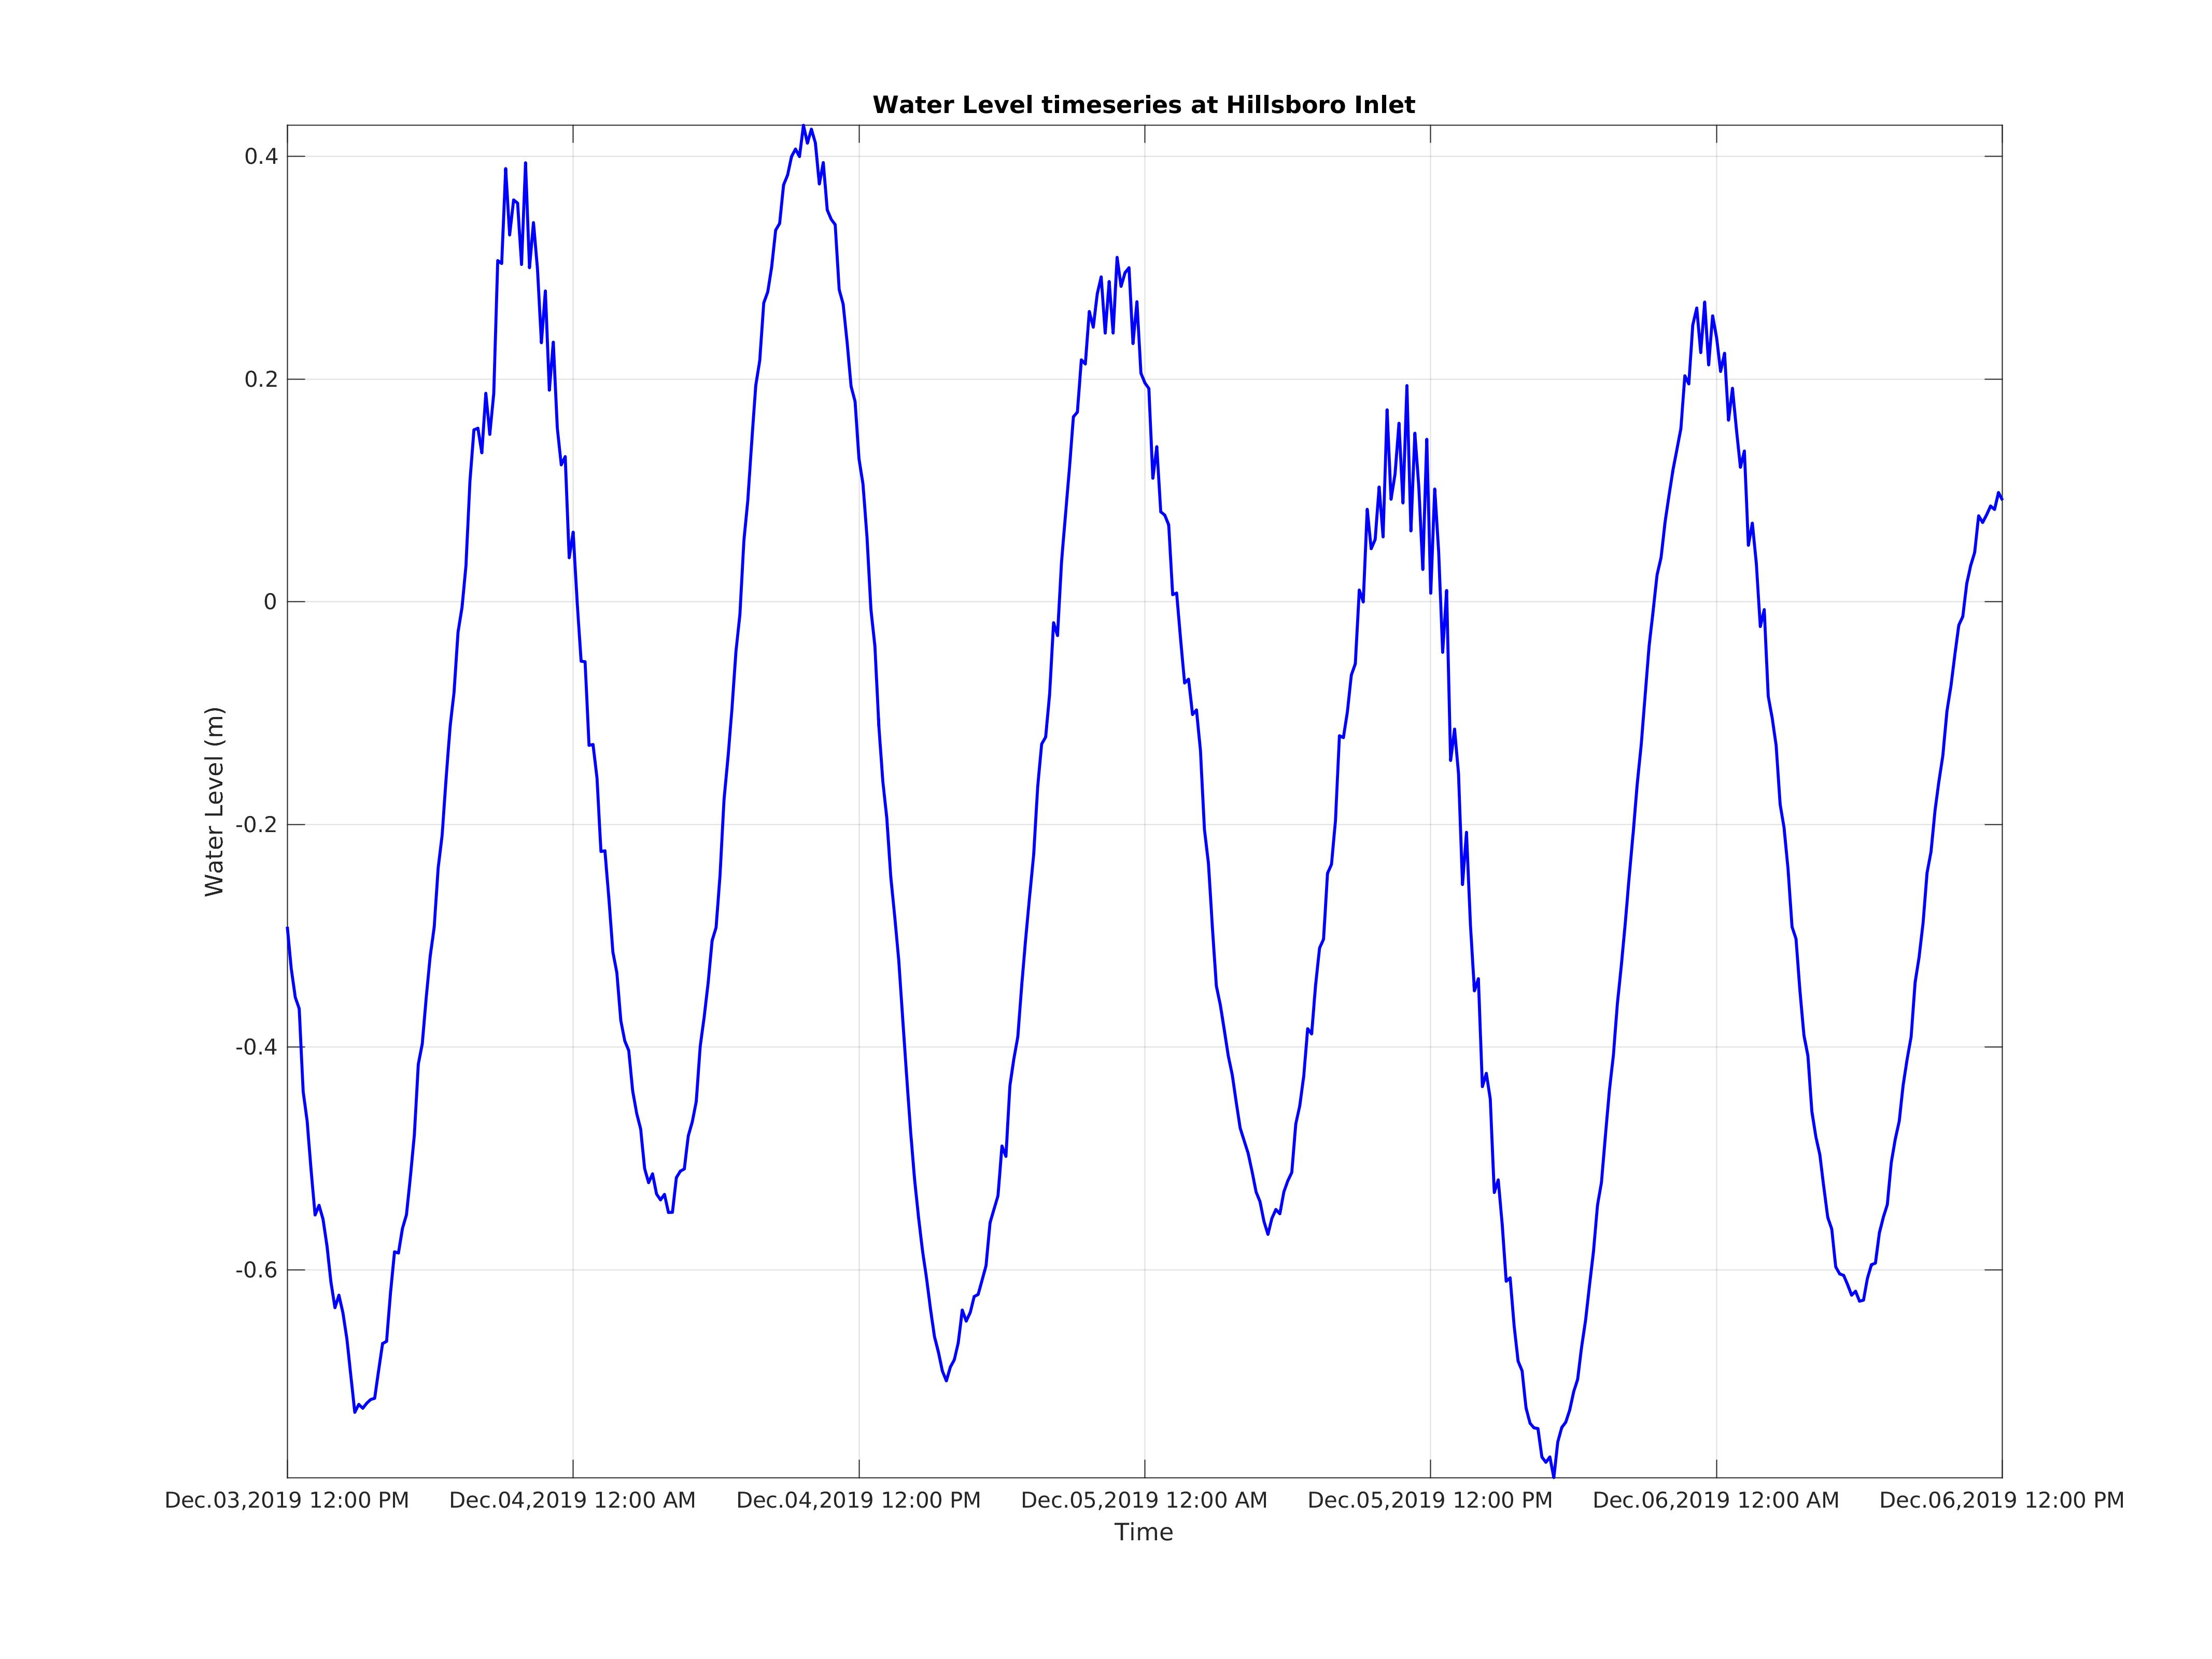 Water Level timeseries at Hillsboro Inlet
0.4
0.2
0
-0.2
-0.4
-0.6
Water Level (m)
Dec.03,2019 12:00 PM Dec.04,2019 12:00 AM Dec.04,2019 12:00 PM Dec.05,2019 12:00 AM Dec.05,2019 12:00 PM Dec.06,2019 12:00 AM Dec.06,2019 12:00 PM
Time